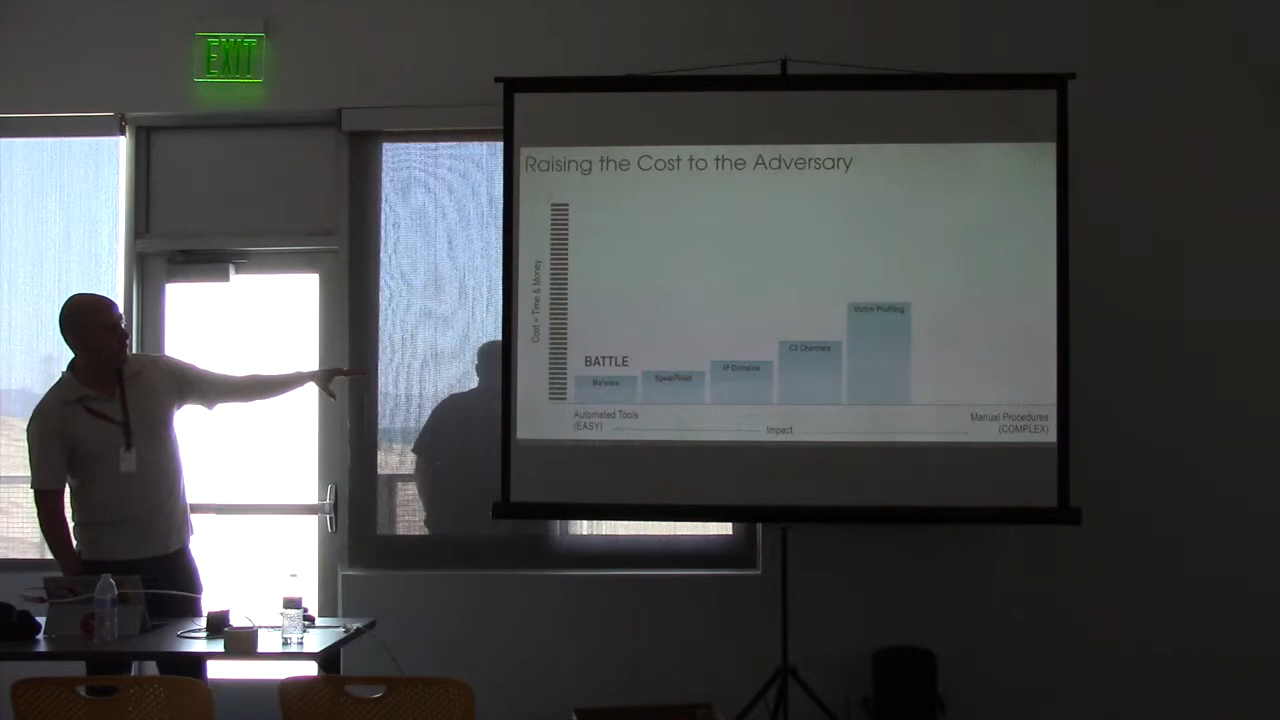 EXIT
Raising the Cost to the Adversary
Cost = Time & Money
BATTLE
Malware
SpearPhish
IP Domains
C2 Channels
Victim Profiling
Automated Tools
(EASY)
Impact
Manual Procedures
(COMPLEX)